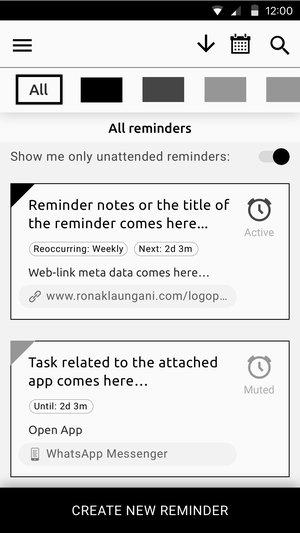 12:00
All
All reminders
Show me only unattended reminders:
Reminder notes or the title of
the reminder comes here...
Active
Reoccurring: Weekly Next: 2d 3m
Web-link meta data comes here...
www.ronaklaungani.com/logop...
Task related to the attached
app comes here...
Muted
Until: 2d 3m
Open App
WhatsApp Messenger
CREATE NEW REMINDER